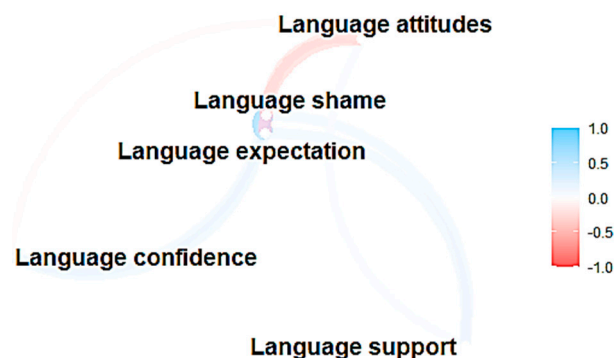 Language attitudes
Language shame
Language expectation
Language confidence
Language support
1.0
0.5
0.0
-0.5
-1.0